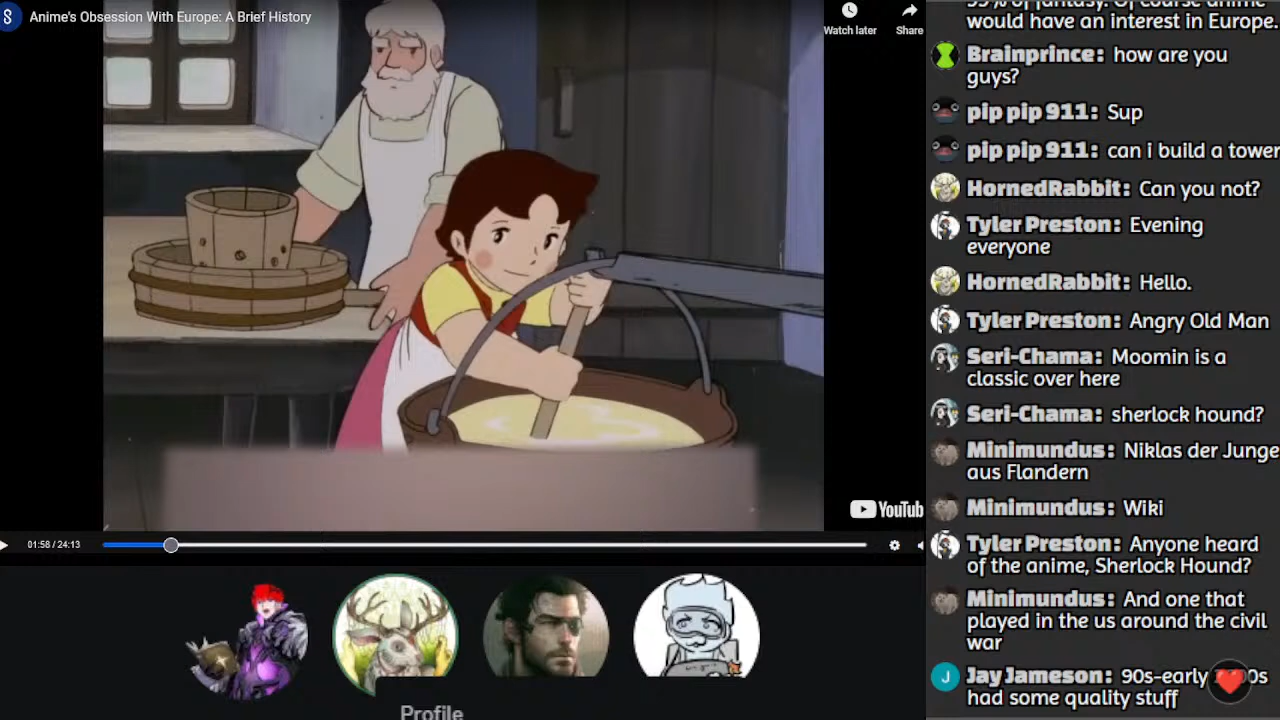 Anime's Obsession With Europe: A Brief History
Watch later
Share
YouTub
01:58 / 24:13
Profile
would have an interest in Europe.
Brainprince: how are you
guys?
pip pip 911: Sup
pip pip 911: can i build a tower
HornedRabbit: Can you not?
Tyler Preston: Evening
everyone
HornedRabbit: Hello.
Tyler Preston: Angry Old Man
Seri-Chama: Moomin is a
classic over here
Seri-Chama: sherlock hound?
Minimundus: Niklas der Junge
aus Flandern
Minimundus: Wiki
Tyler Preston: Anyone heard
of the anime, Sherlock Hound?
Minimundus: And one that
played in the us around the civil
war
J
Jay Jameson: 90s-early
had some quality stuff